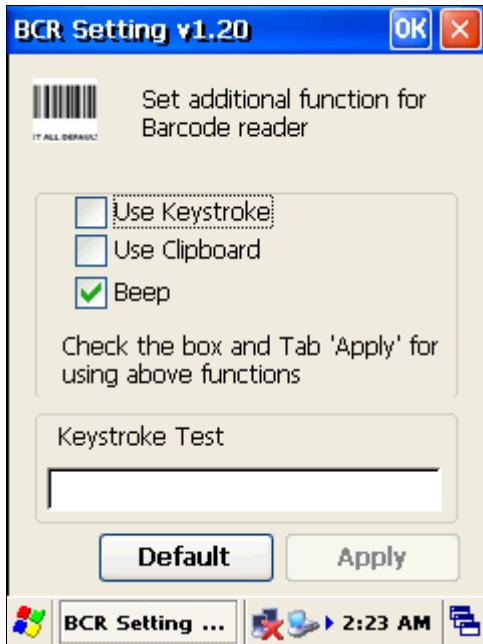 BCR Setting v1.20
OK
Set additional function for
Barcode reader
Use Keystroke
Use Clipboard
Beep
Check the box and Tab 'Apply' for
using above functions
Keystroke Test
Default
Apply
BCR Setting ...
2:23 AM